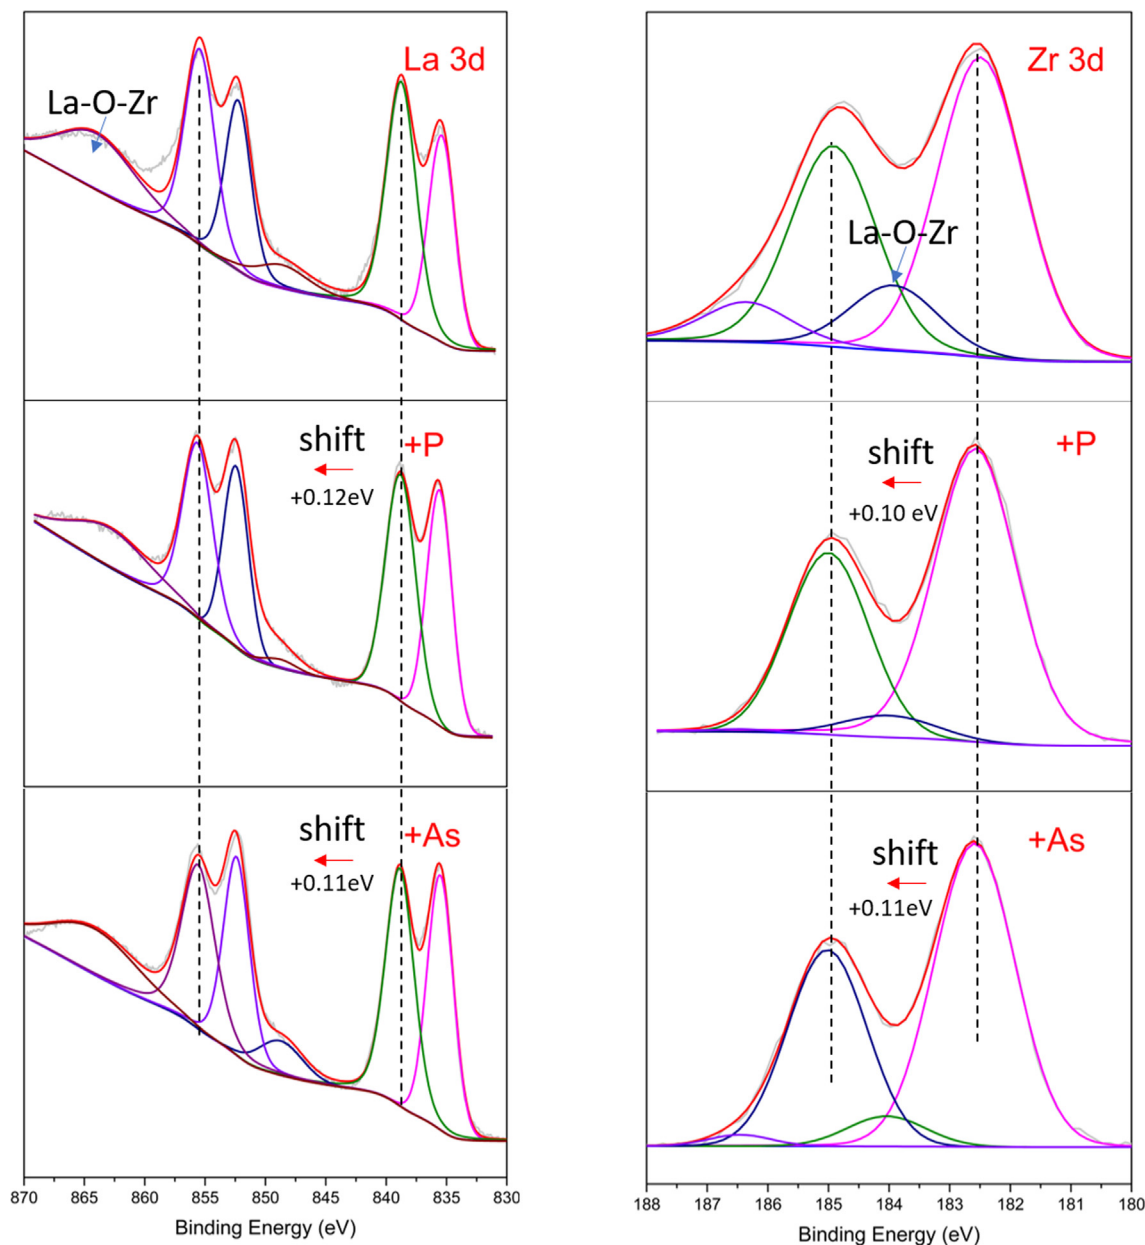 La 3d
La-O-Zr
shift
+P
+0.12eV
shift
+As
+0.11eV
870 865 860 855 850 845 840 835 830
Binding Energy (eV)
Zr 3d
La-O-Zr
+P
shift
+0.10 eV
+As
shift
+0.11eV
188 187 186 185 184 183 182 181 180
Binding Energy (eV)